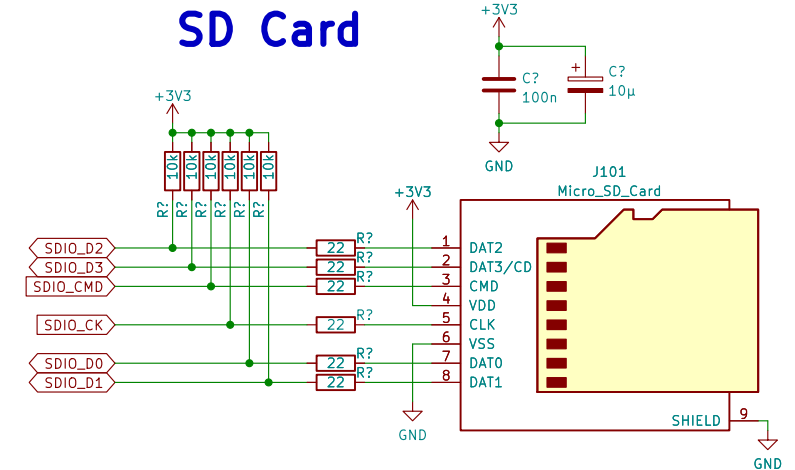 SD Card
+3V3
C?
100n
C?
10µ
GND
+3V3
10k
10k
10k
10k
10k
10k
R?
R?
R?
R?
R?
R?
J101
Micro_SD_Card
+3V3
SDIO_D2
22
R?
1
DAT2
SDIO_D3
22
R?
2
DAT3/CD
SDIO_CMD
22
R?
3
CMD
4
VDD
SDIO_CK
22
R?
5
CLK
6
VSS
SDIO_D0
22
R?
7
DAT0
SDIO_D1
22
R?
8
DAT1
GND
SHIELD
9
GND